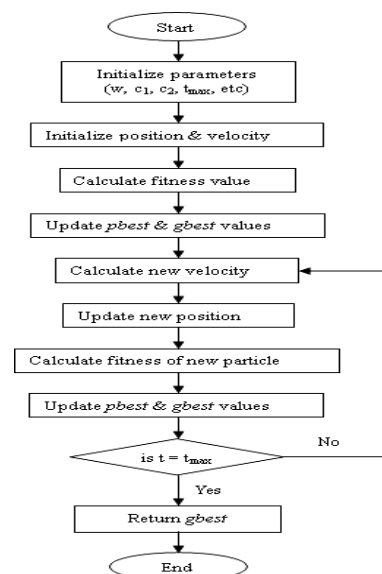 Start
Initialize parameters
(w, c₁, c₂, tₘₐₓ, etc)
Initialize position & velocity
Calculate fitness value
Update pbest & gbest values
Calculate new velocity
Update new position
Calculate fitness of new particle
Update pbest & gbest values
is t = tₘₐₓ
No
Yes
Return gbest
End